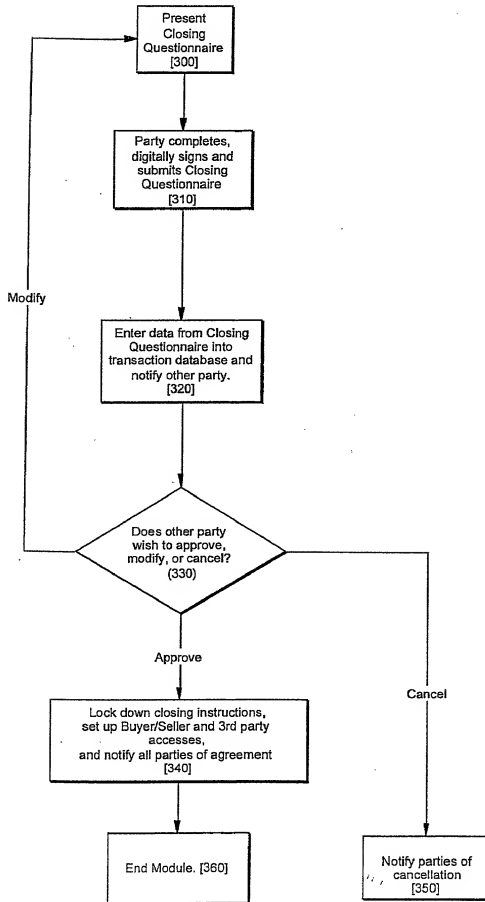 Present
Closing
Questionnaire
[300]
Party completes,
digitally signs and
submits Closing
Questionnaire
[310]
Modify
Enter data from Closing
Questionnaire into
transaction database and
notify other party.
[320]
Does other party
wish to approve,
modify, or cancel?
(330)
Approve
Cancel
Lock down closing instructions,
set up Buyer/Seller and 3rd party
accesses,
and notify all parties of agreement
[340]
End Module. [360]
Notify parties of
cancellation
[350]